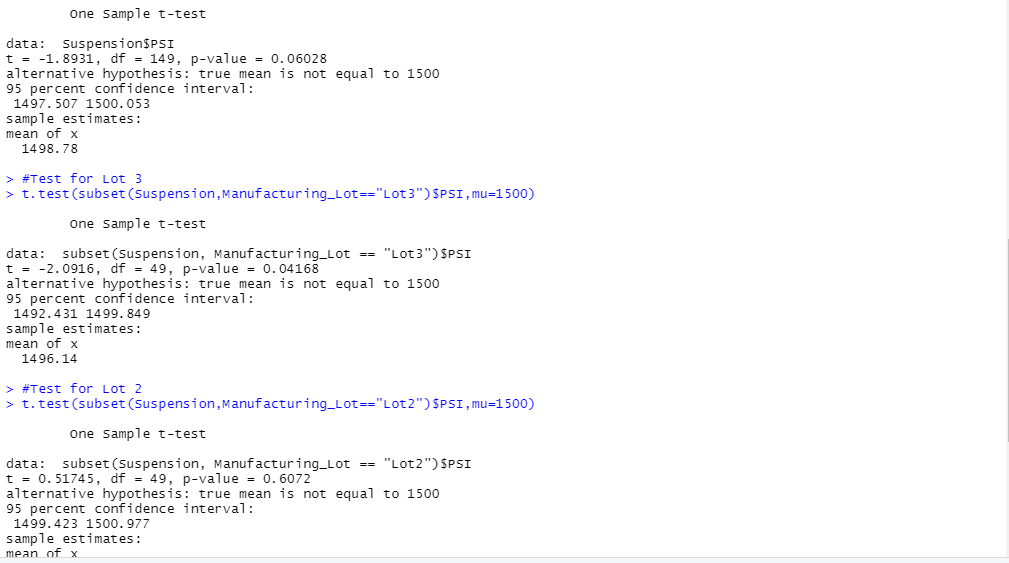 One Sample t-test
data:  Suspension$PSI
t = -1.8931, df = 149, p-value = 0.06028
alternative hypothesis: true mean is not equal to 1500
95 percent confidence interval:
1497.507 1500.053
sample estimates:
mean of x
1498.78
> #Test for Lot 3
> t.test(subset(Suspension,Manufacturing_Lot=="Lot3")$PSI,mu=1500)
One Sample t-test
data:  subset(Suspension, Manufacturing_Lot == "Lot3")$PSI
t = -2.0916, df = 49, p-value = 0.04168
alternative hypothesis: true mean is not equal to 1500
95 percent confidence interval:
1492.431 1499.849
sample estimates:
mean of x
1496.14
> #Test for Lot 2
> t.test(subset(Suspension,Manufacturing_Lot=="Lot2")$PSI,mu=1500)
One Sample t-test
data:  subset(Suspension, Manufacturing_Lot == "Lot2")$PSI
t = 0.51745, df = 49, p-value = 0.6072
alternative hypothesis: true mean is not equal to 1500
95 percent confidence interval:
1499.423 1500.977
sample estimates:
mean of x